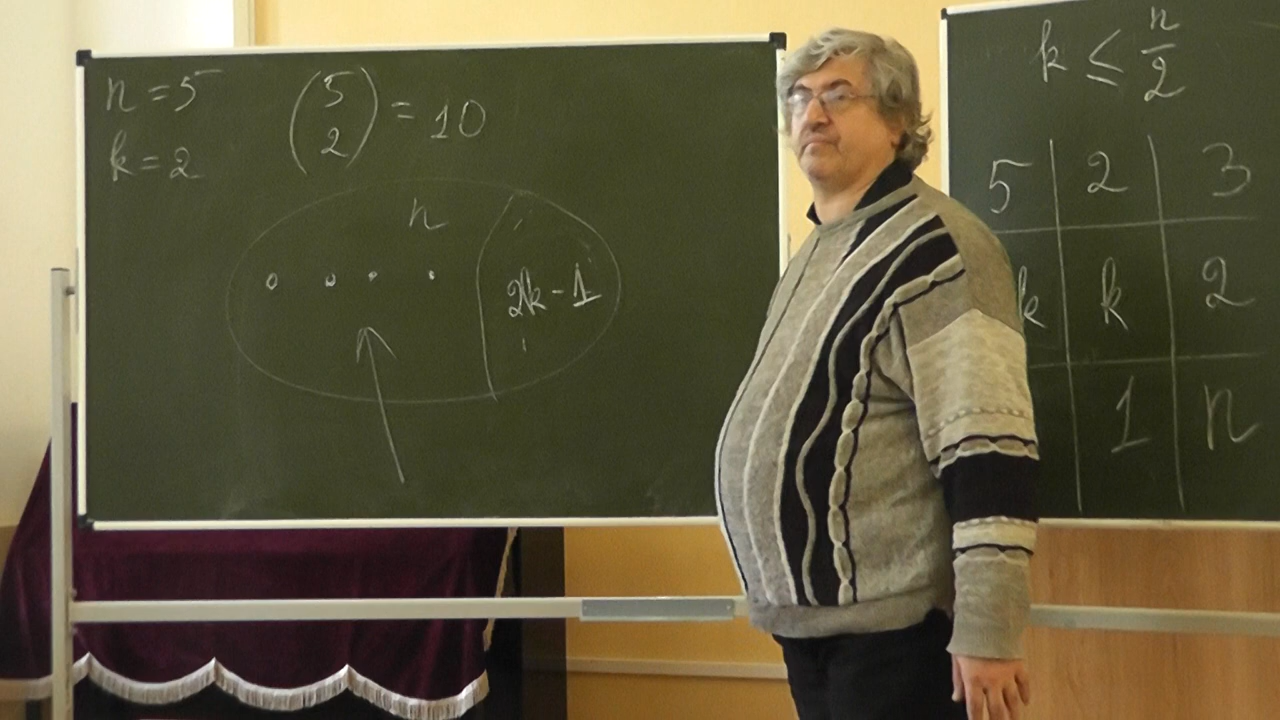 n = 5
k = 2
(5 2) = 10
n
2k - 1
k ≤ n/2
5 | 2 | 3
k | k | 2
1 | n